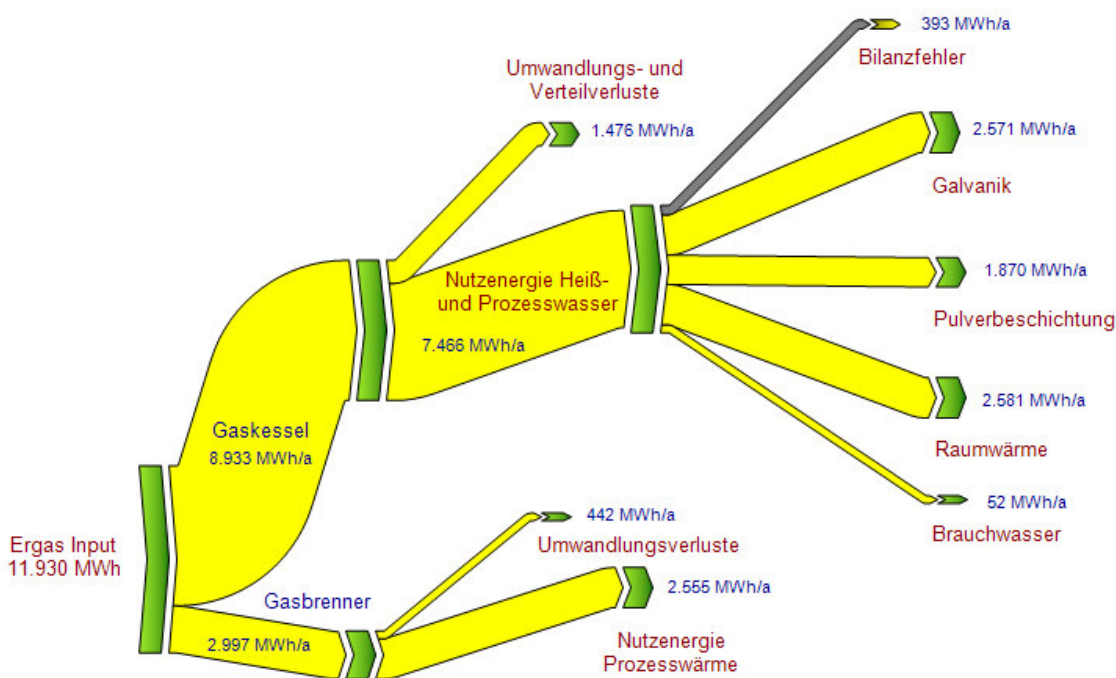 393 MWh/a
Bilanzfehler
Umwandlungs- und
Verteilverluste
1.476 MWh/a
2.571 MWh/a
Galvanik
Nutzenergie Heiß-
und Prozesswasser
7.466 MWh/a
1.870 MWh/a
Pulverbeschichtung
2.581 MWh/a
Raumwärme
Gaskessel
8.933 MWh/a
52 MWh/a
Brauchwasser
Ergas Input
11.930 MWh
442 MWh/a
Umwandlungsverluste
Gasbrenner
2.997 MWh/a
2.555 MWh/a
Nutzenergie
Prozesswärme